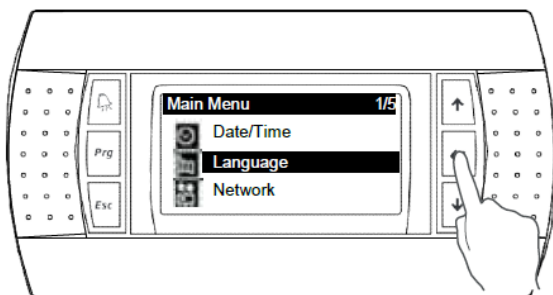 Main Menu 1/5
Date/Time
Language
Network
Prg
Esc